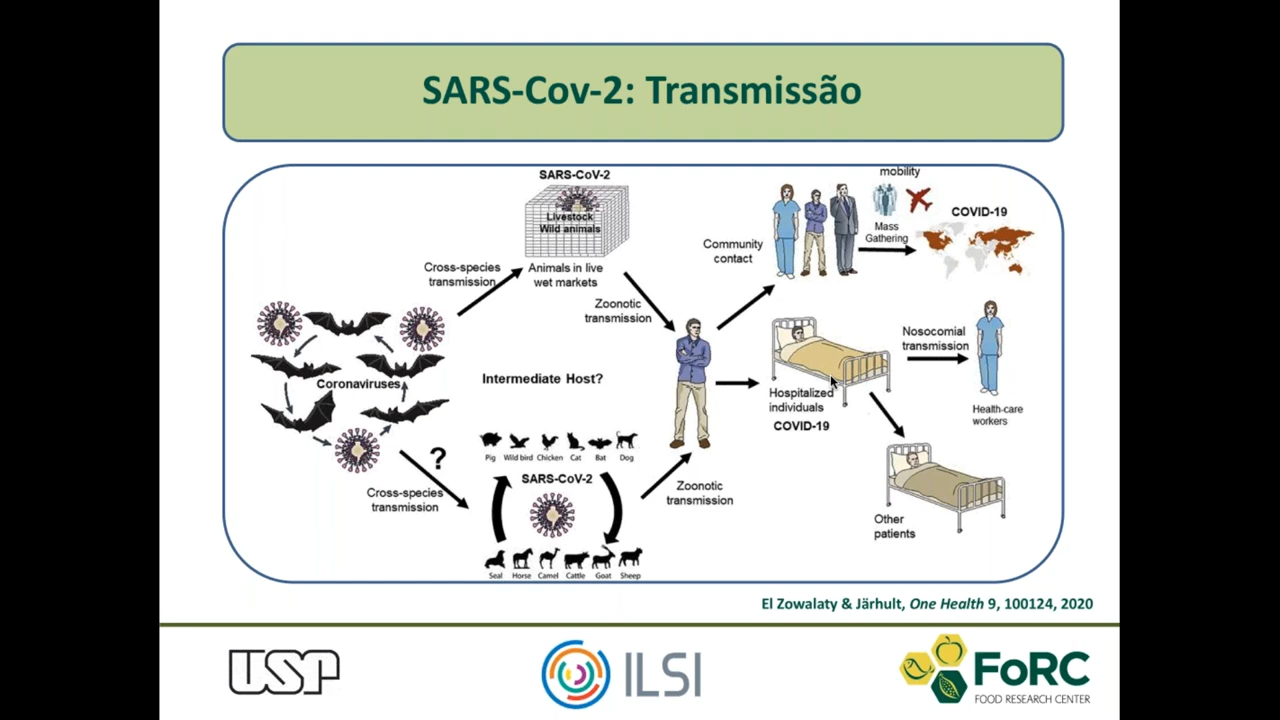 SARS-Cov-2: Transmissão
SARS-CoV-2
Livestock
Wild animals
Animals in live
wet markets
Cross-species
transmission
Zoonotic
transmission
Coronaviruses
Intermediate Host?
?
Cross-species
transmission
Pig Wild bird Chicken Cat Bat Dog
SARS-CoV-2
Seal Horse Camel Cattle Goat Sheep
Zoonotic
transmission
Community
contact
mobility
Mass
Gathering
COVID-19
Hospitalized
individuals
COVID-19
Nosocomial
transmission
Health-care
workers
Other
patients
El Zowalaty & Järhult, One Health 9, 100124, 2020
USP
ILSI
FoRC
FOOD RESEARCH CENTER